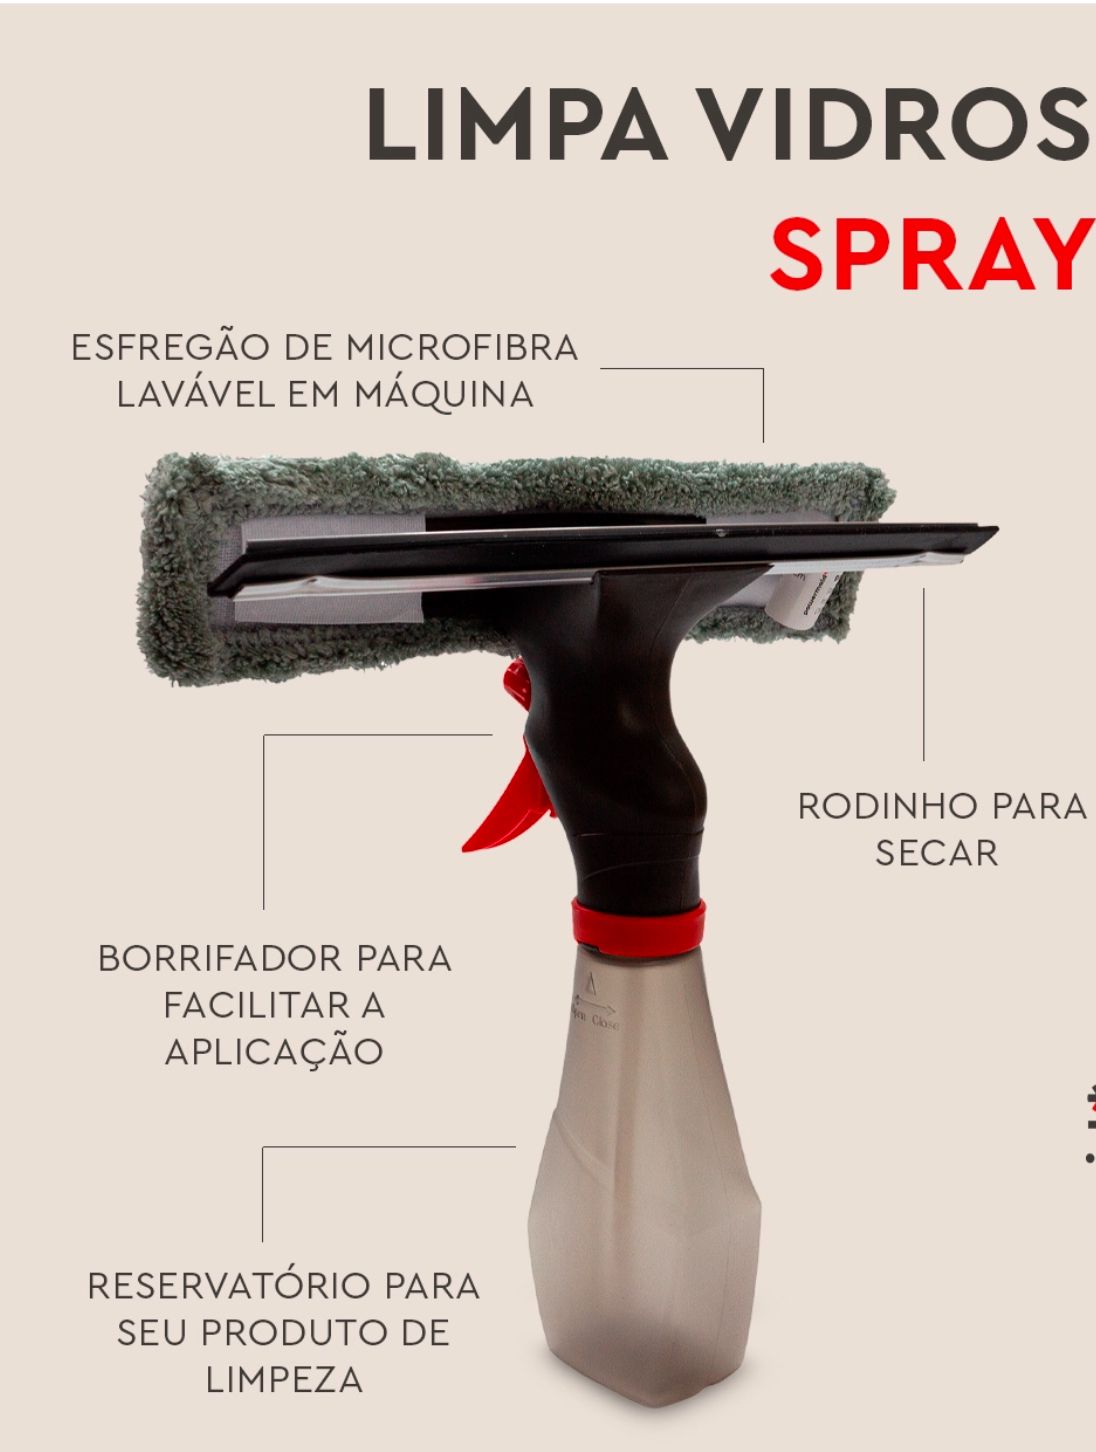 LIMPA VIDROS
SPRAY
ESFREGÃO DE MICROFIBRA
LAVÁVEL EM MÁQUINA
RODINHO PARA
SECAR
BORRIFADOR PARA
FACILITAR A
APLICAÇÃO
Close
RESERVATÓRIO PARA
SEU PRODUTO DE
LIMPEZA